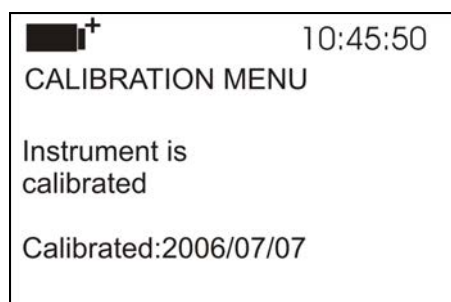 10:45:50
CALIBRATION MENU
Instrument is
calibrated
Calibrated:2006/07/07